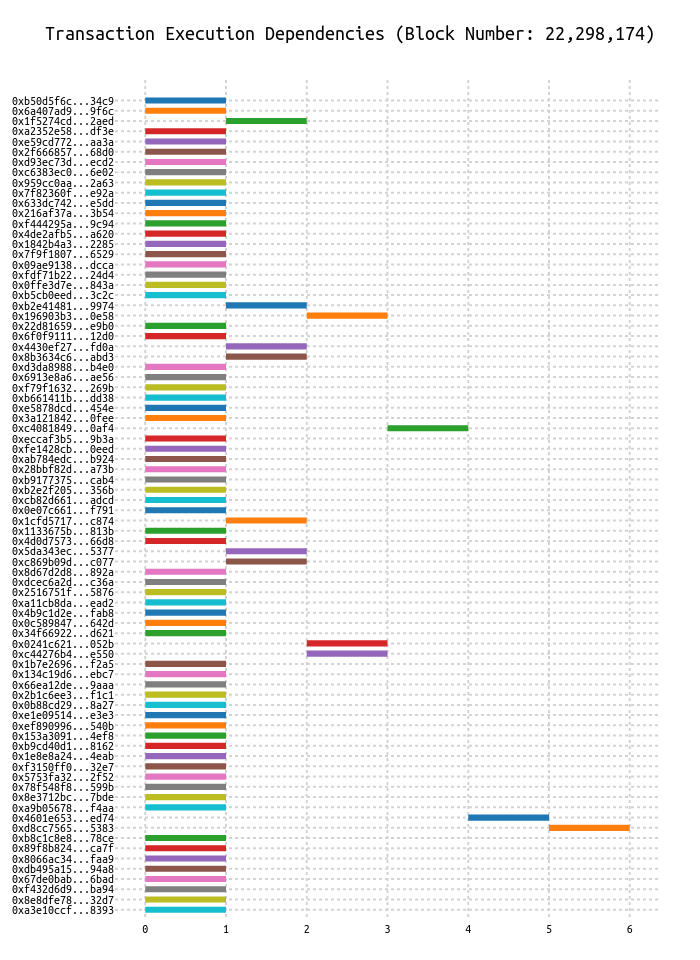 Transaction Execution Dependencies (Block Number: 22,298,174)
0xb50d5f6c...34c9
0x6a407ad9...9f6c
0x1f5274cd...2aed
0xa2352e58...df3e
0xe59cd772...aa3a
0x2f666857...68d0
0xd93ec73d...ecd2
0xc6383ec0...6e02
0x959cc0aa...2a63
0x7f82360f...e92a
0x633dc742...e5dd
0x216af37a...3b54
0xf444295a...9c94
0x4de2afb5...a620
0x1842b4a3...2285
0x7f9f1807...6529
0x09ae9138...dcca
0xfdf71b22...24d4
0x0ffe3d7e...843a
0xb5cb0eed...3c2c
0xb2e41481...9974
0x196903b3...0e58
0x22d81659...e9b0
0x6f0f9111...12d0
0x4430ef27...fd0a
0x8b3634c6...abd3
0xd3da8988...b4e0
0x6913e8a6...ae56
0xf79f1632...269b
0xb661411b...dd38
0xe5878dcd...454e
0x3a121842...0fee
0xc4081849...0af4
0xeccaf3b5...9b3a
0xfe1428cb...0eed
0xab784edc...b924
0x28bbf82d...a73b
0xb9177375...cab4
0xb2e2f205...356b
0xcb82d661...adcd
0x0e07c661...f791
0x1cfd5717...c874
0x1133675b...813b
0x4d0d7573...66d8
0x5da343ec...5377
0xc869b09d...c077
0x8d67d2d8...892a
0xdcec6a2d...c36a
0x2516751f...5876
0xa11cb8da...ead2
0x4b9c1d2e...fab8
0x0c589847...642d
0x34f66922...d621
0x0241c621...052b
0xc44276b4...e550
0x1b7e2696...f2a5
0x134c19d6...ebc7
0x66ea12de...9aaa
0x2b1c6ee3...f1c1
0x0b88cd29...8a27
0xe1e09514...e3e3
0xef890996...540b
0x153a3091...4ef8
0xb9cd40d1...8162
0x1e8e8a24...4eab
0xf3150ff0...32e7
0x5753fa32...2f52
0x78f548f8...599b
0x8e3712bc...7bde
0xa9b05678...f4aa
0x4601e653...ed74
0xd8cc7565...5383
0xb8c1c8e8...78ce
0x89f8b824...ca7f
0x8066ac34...faa9
0xdb495a15...94a8
0x67de0bab...6bad
0xf432d6d9...ba94
0x8e8dfe78...32d7
0xa3e10ccf...8393
0 1 2 3 4 5 6